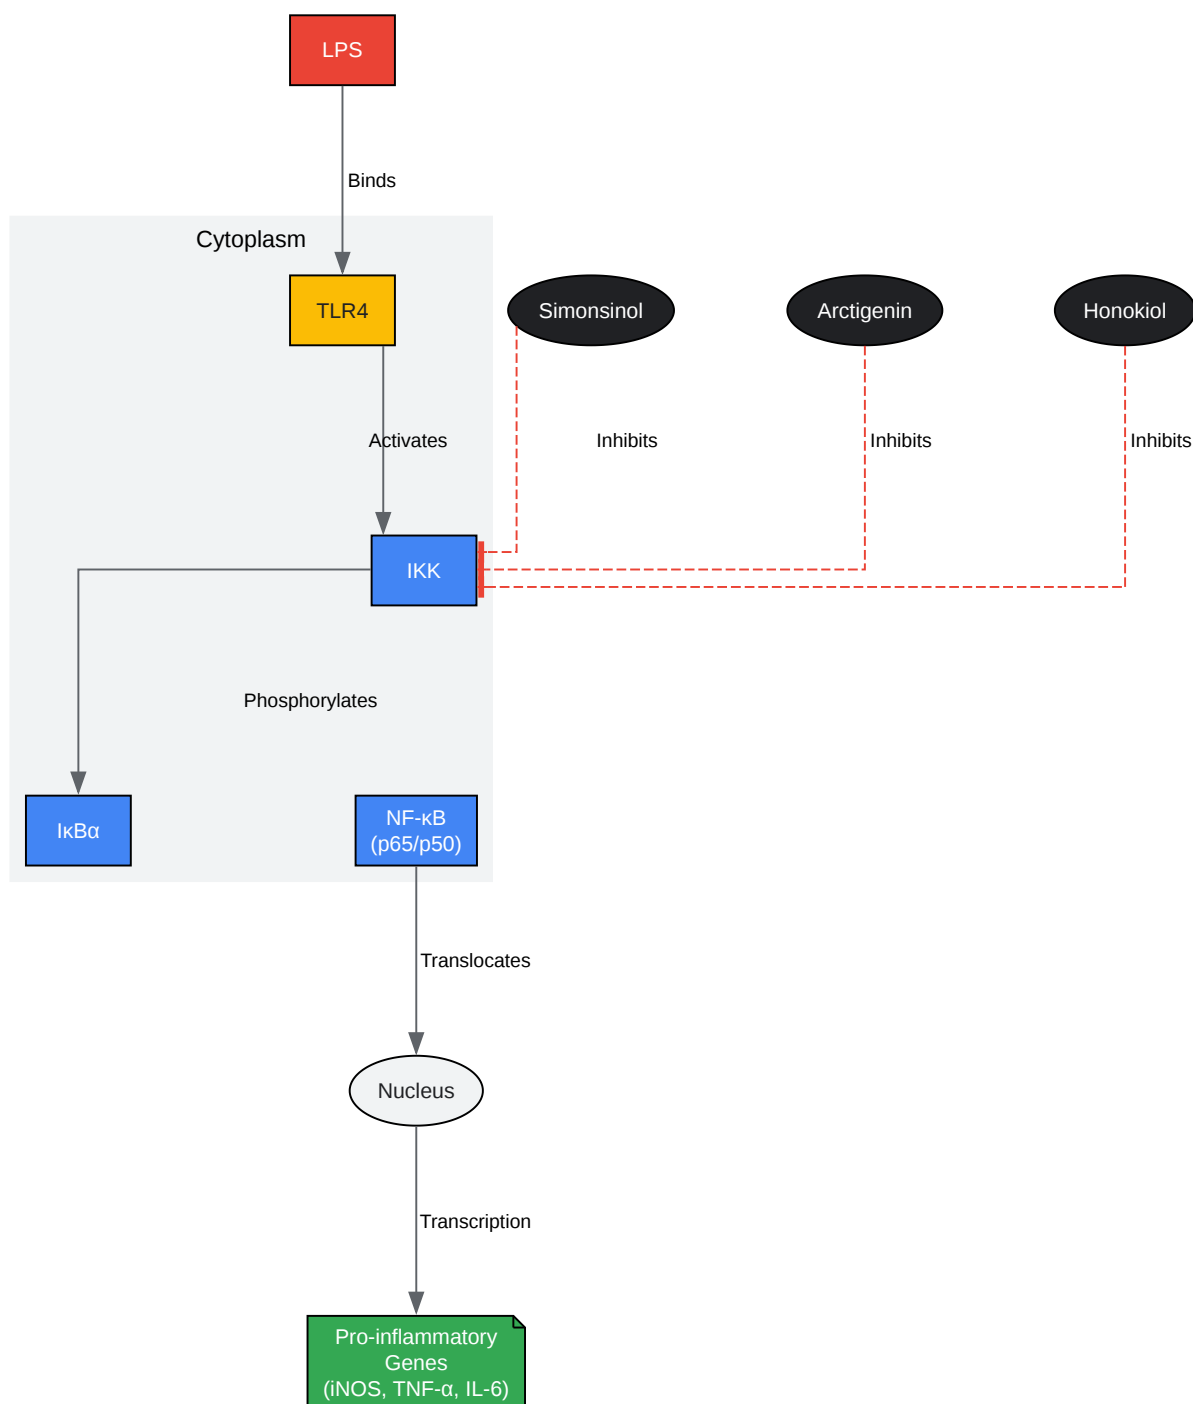 LPS
Binds
Cytoplasm
TLR4
Simonsinol
Arctigenin
Honokiol
Activates
Inhibits
Inhibits
Inhibits
IKK
Phosphorylates
IκBα
NF-κB
(p65/p50)
Translocates
Nucleus
Transcription
Pro-inflammatory
Genes
(iNOS, TNF-α, IL-6)